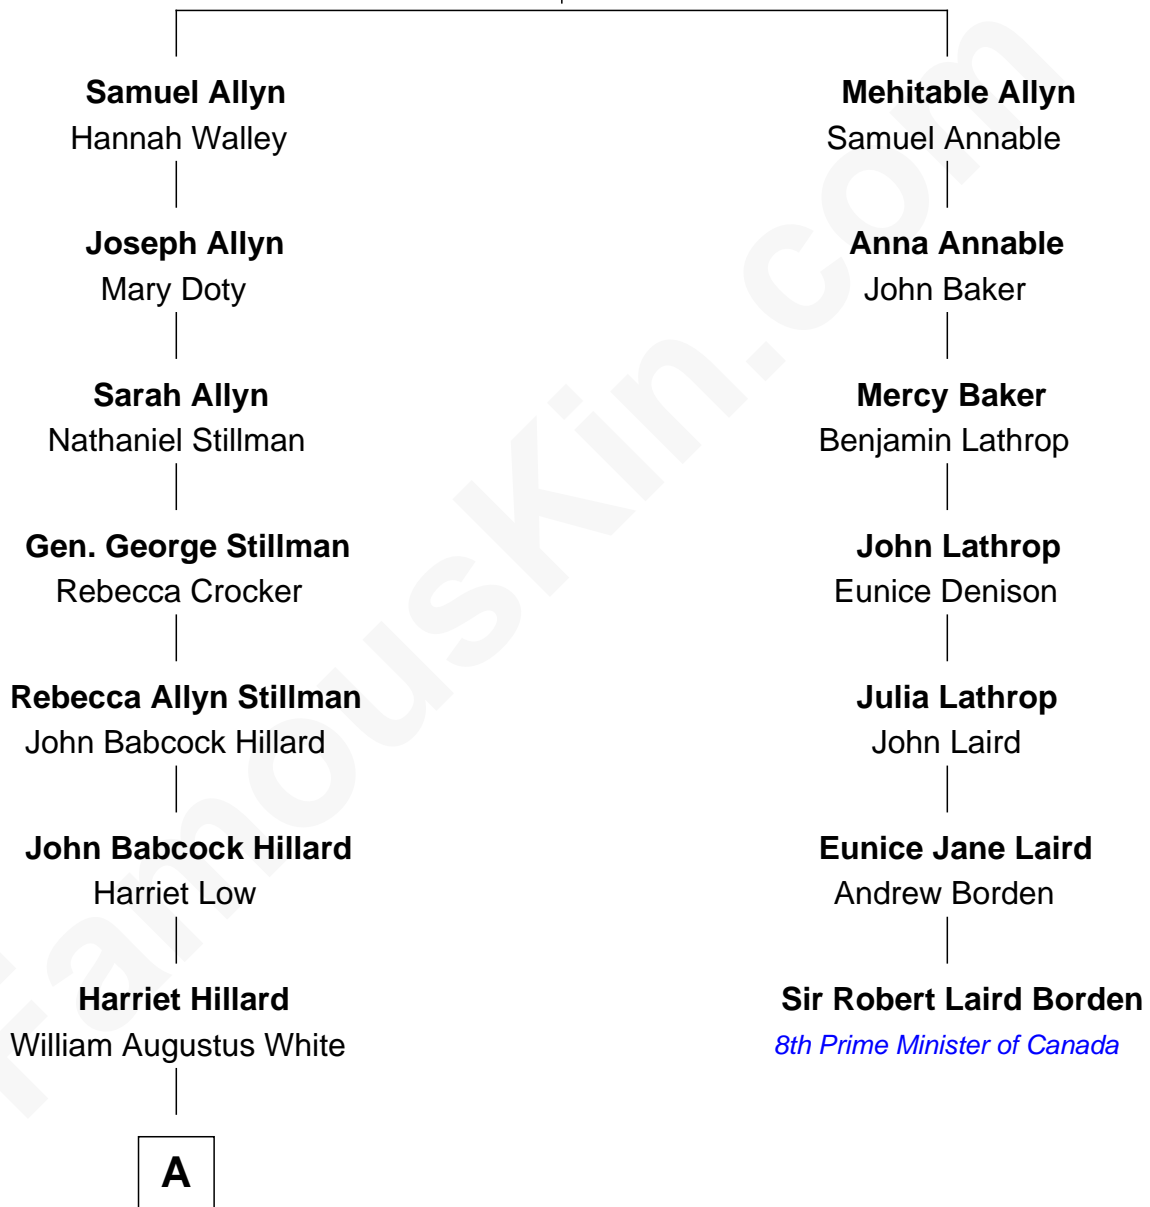 Samuel Allyn
Hannah Walley
Mehitable Allyn
Samuel Annable
Joseph Allyn
Mary Doty
Anna Annable
John Baker
Sarah Allyn
Nathaniel Stillman
Mercy Baker
Benjamin Lathrop
Gen. George Stillman
Rebecca Crocker
John Lathrop
Eunice Denison
Rebecca Allyn Stillman
John Babcock Hillard
Julia Lathrop
John Laird
John Babcock Hillard
Harriet Low
Eunice Jane Laird
Andrew Borden
Harriet Hillard
William Augustus White
Sir Robert Laird Borden
8th Prime Minister of Canada
A
FamousKin.com